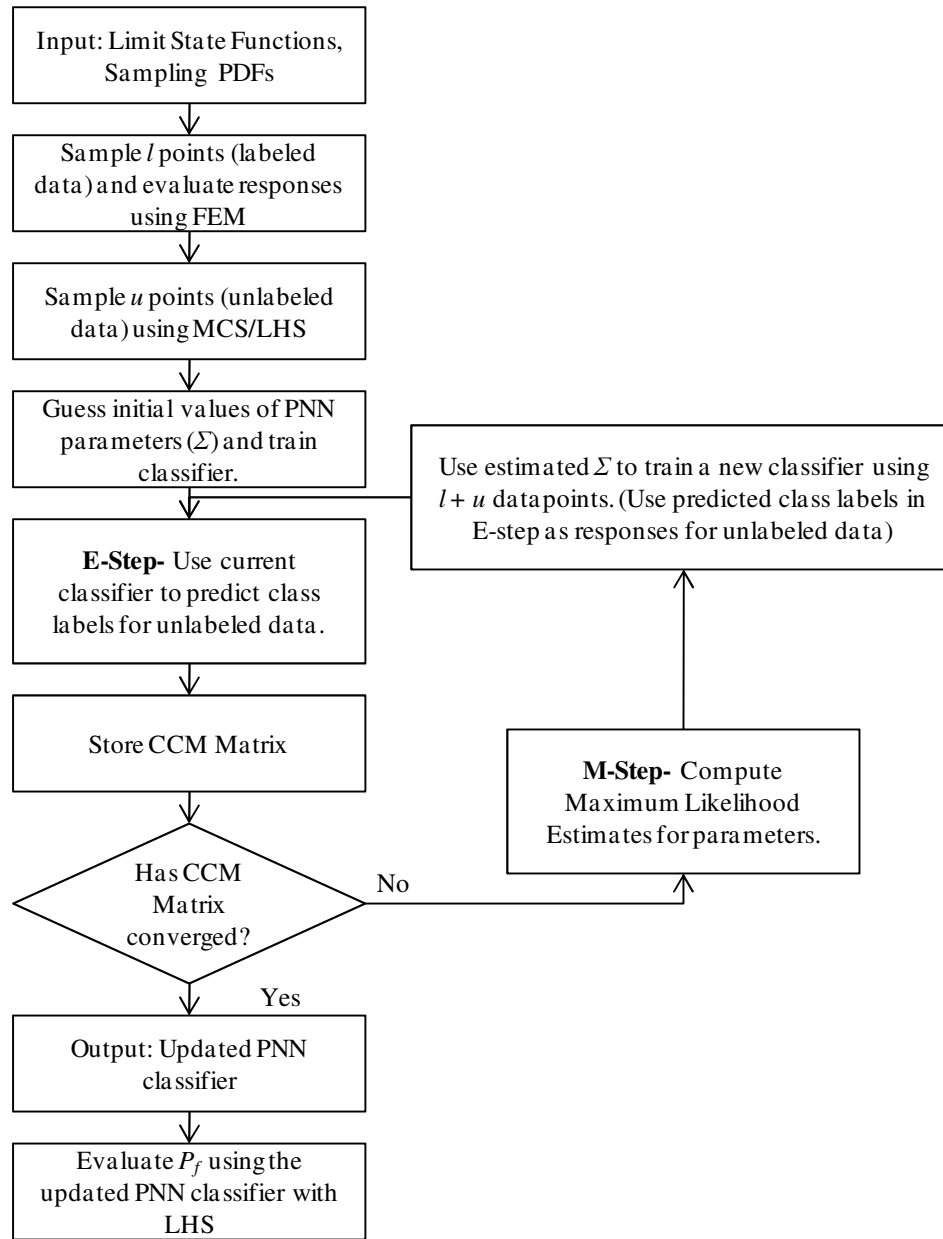 Input: Limit State Functions,
Sampling PDFs
Sample l points (labeled
data) and evaluate responses
using FEM
Sample u points (unlabeled
data) using MCS/LHS
Guess initial values of PNN
parameters (Σ) and train
classifier.
Use estimated Σ to train a new classifier using
l + u datapoints. (Use predicted class labels in
E-step as responses for unlabeled data)
E-Step- Use current
classifier to predict class
labels for unlabeled data.
Store CCM Matrix
M-Step- Compute
Maximum Likelihood
Estimates for parameters.
Has CCM
Matrix
converged?
No
Yes
Output: Updated PNN
classifier
Evaluate P_f using the
updated PNN classifier with
LHS